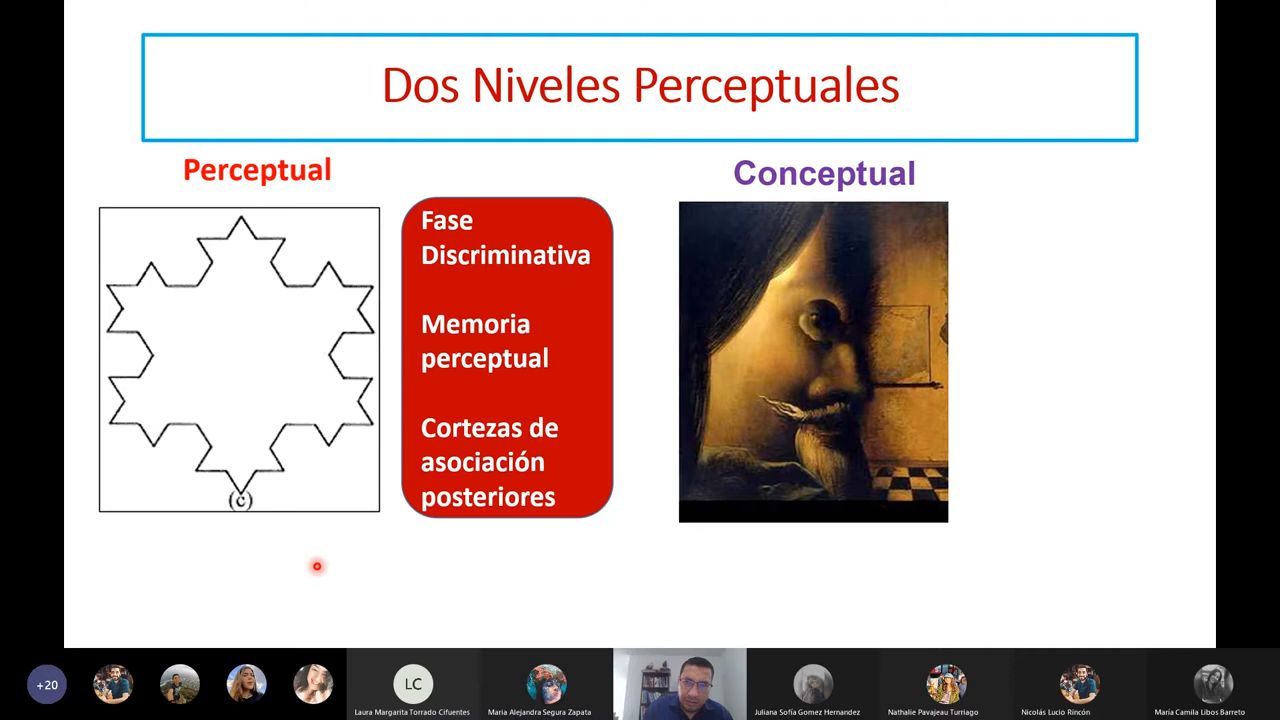 Dos Niveles Perceptuales
Perceptual
Conceptual
(c)
Fase
Discriminativa
Memoria
perceptual
Cortezas de
asociación
posteriores
+20
LC
Laura Margarita Torrado Cifuentes
Maria Alejandra Segura Zapata
Juliana Sofía Gomez Hernandez
Nathalie Pavajeau Turriago
Nicolás Lucio Rincón
María Camila Libos Barreto